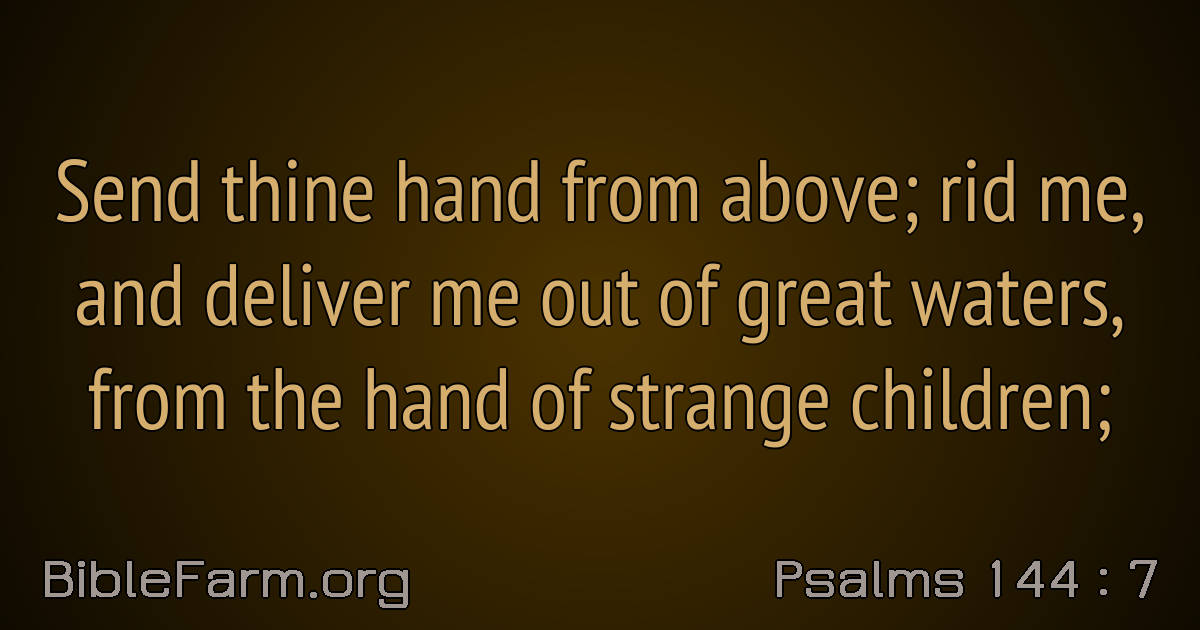 Send thine hand from above; rid me,
and deliver me out of great waters,
from the hand of strange children;
BibleFarm.org
Psalms 144 : 7